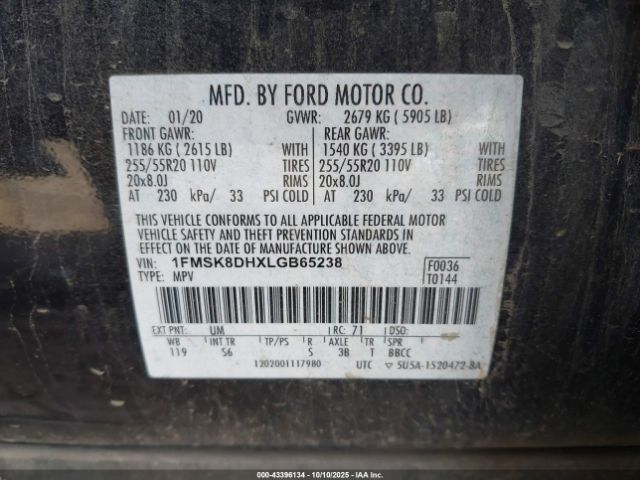 MFD. BY FORD MOTOR CO.
DATE: 01/20 GVWR: 2679 KG ( 5905 LB)
FRONT GAWR: REAR GAWR:
1186 KG ( 2615 LB) WITH 1540 KG ( 3395 LB) WITH
255/55R20 110V TIRES 255/55R20 110V TIRES
20x8.0J RIMS 20x8.0J RIMS
AT 230 kPa/ 33 PSI COLD AT 230 kPa/ 33 PSI COLD
THIS VEHICLE CONFORMS TO ALL APPLICABLE FEDERAL MOTOR
VEHICLE SAFETY AND THEFT PREVENTION STANDARDS IN
EFFECT ON THE DATE OF MANUFACTURE SHOWN ABOVE.
VIN: 1FMSK8DHXLGB65238 F0036
TYPE: MPV T0144
EXT PNT: UM RC: 71 DSO:
WB INT TR TP/PS R AXLE TR SPR
119 S6 S 3B T BBCC
1202001117980 UTC ▽ 5U5A-1520472-BA
000-43396134 - 10/10/2025 - IAAI.COM